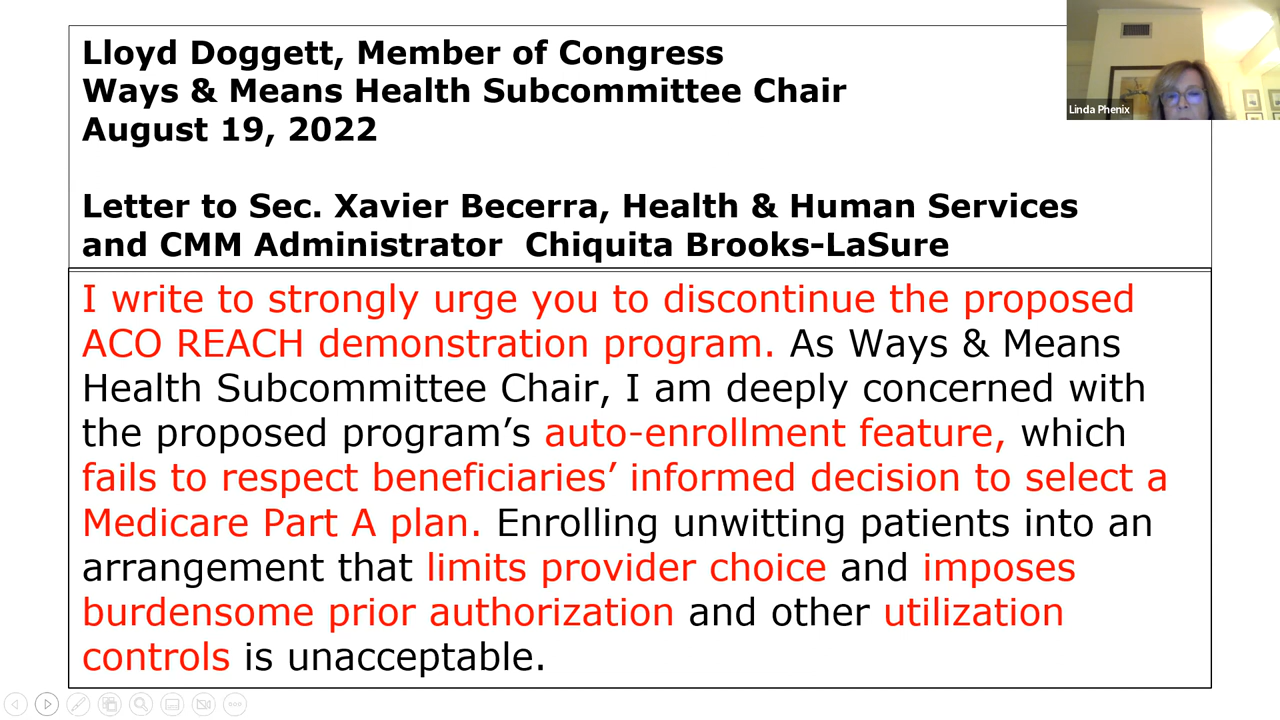 Lloyd Doggett, Member of Congress
Ways & Means Health Subcommittee Chair
August 19, 2022
Letter to Sec. Xavier Becerra, Health & Human Services
and CMM Administrator  Chiquita Brooks-LaSure
I write to strongly urge you to discontinue the proposed
ACO REACH demonstration program. As Ways & Means
Health Subcommittee Chair, I am deeply concerned with
the proposed program’s auto-enrollment feature, which
fails to respect beneficiaries’ informed decision to select a
Medicare Part A plan. Enrolling unwitting patients into an
arrangement that limits provider choice and imposes
burdensome prior authorization and other utilization
controls is unacceptable.
Linda Phenix